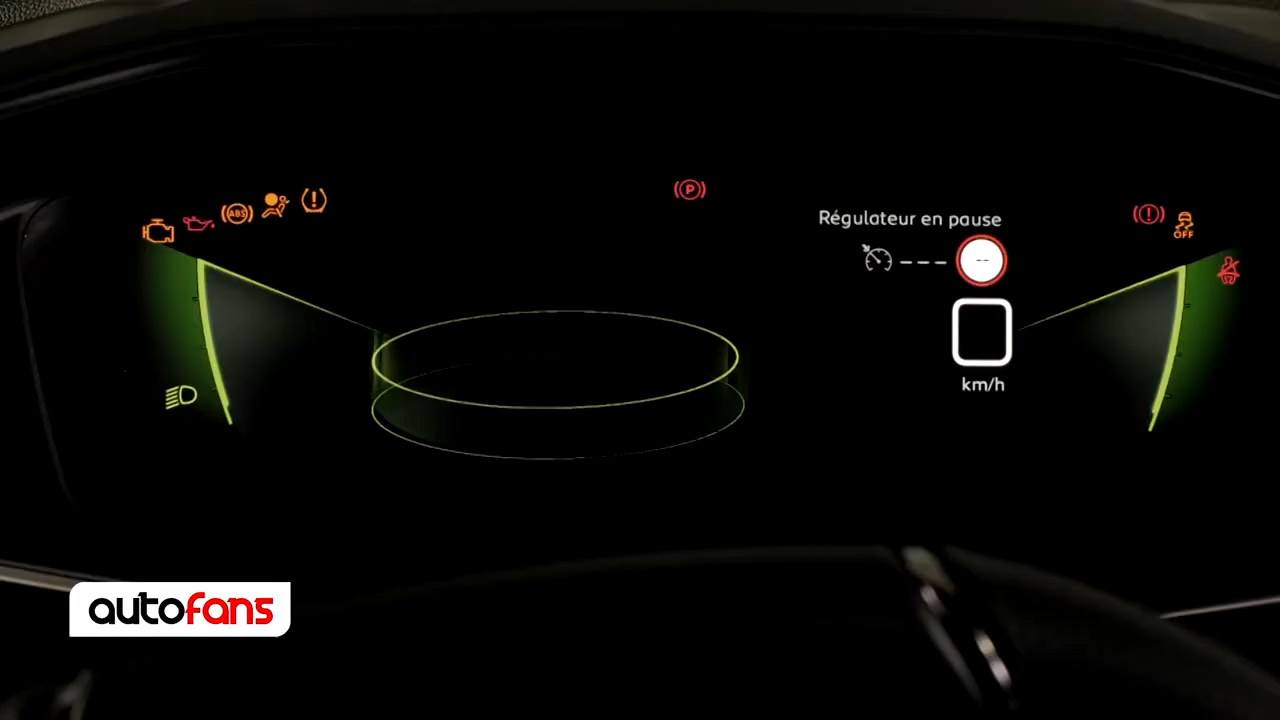 ABS
P
Régulateur en pause
---
--
OFF
km/h
autofans